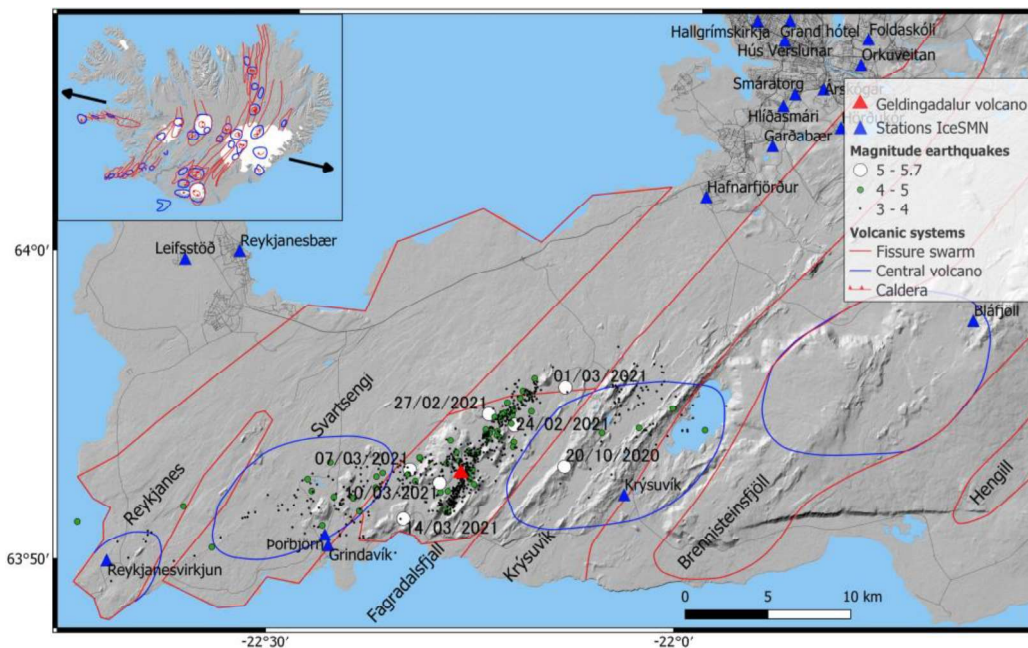 Hallgrímskirkja
Grand hótel
Foldaskóli
Hús Verslunar
Orkuveitan
Smáratorg
Árskógar
Hlíðasmári
Hörðukór
Garðabær
Hafnarfjörður
Geldingadalur volcano
Stations IceSMN
Magnitude earthquakes
5 - 5.7
4 - 5
3 - 4
Volcanic systems
Fissure swarm
Central volcano
Caldera
64°0'
Leifsstöð
Reykjanesbær
Bláfjöll
01/03/2021
27/02/2021
24/02/2021
Svartsengi
07/03/2021
20/10/2020
10/03/2021
Krýsuvík
Reykjanes
14/03/2021
Hengill
Brennisteinsfjöll
Þorbjörn
Grindavík
Krýsuvík
Fagradalsfjall
63°50'
Reykjanesvirkjun
0 5 10 km
-22°30' -22°0'